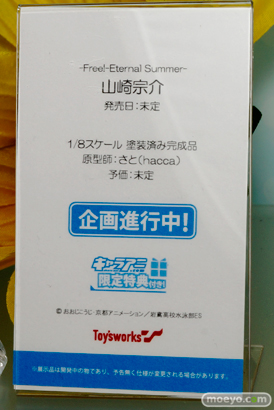 -Free!-Eternal Summer-
山崎宗介
発売日:未定
1/8スケール 塗装済み完成品
原型師:さと(hacca)
予価:未定
企画進行中!
キャラアニ
限定特典付き!
©おおじこうじ・京都アニメーション/岩鳶高校水泳部ES
Toy'sworks
※展示品は開発中の物であり、予告無く仕様が変更される場合があります。
moeyo.com